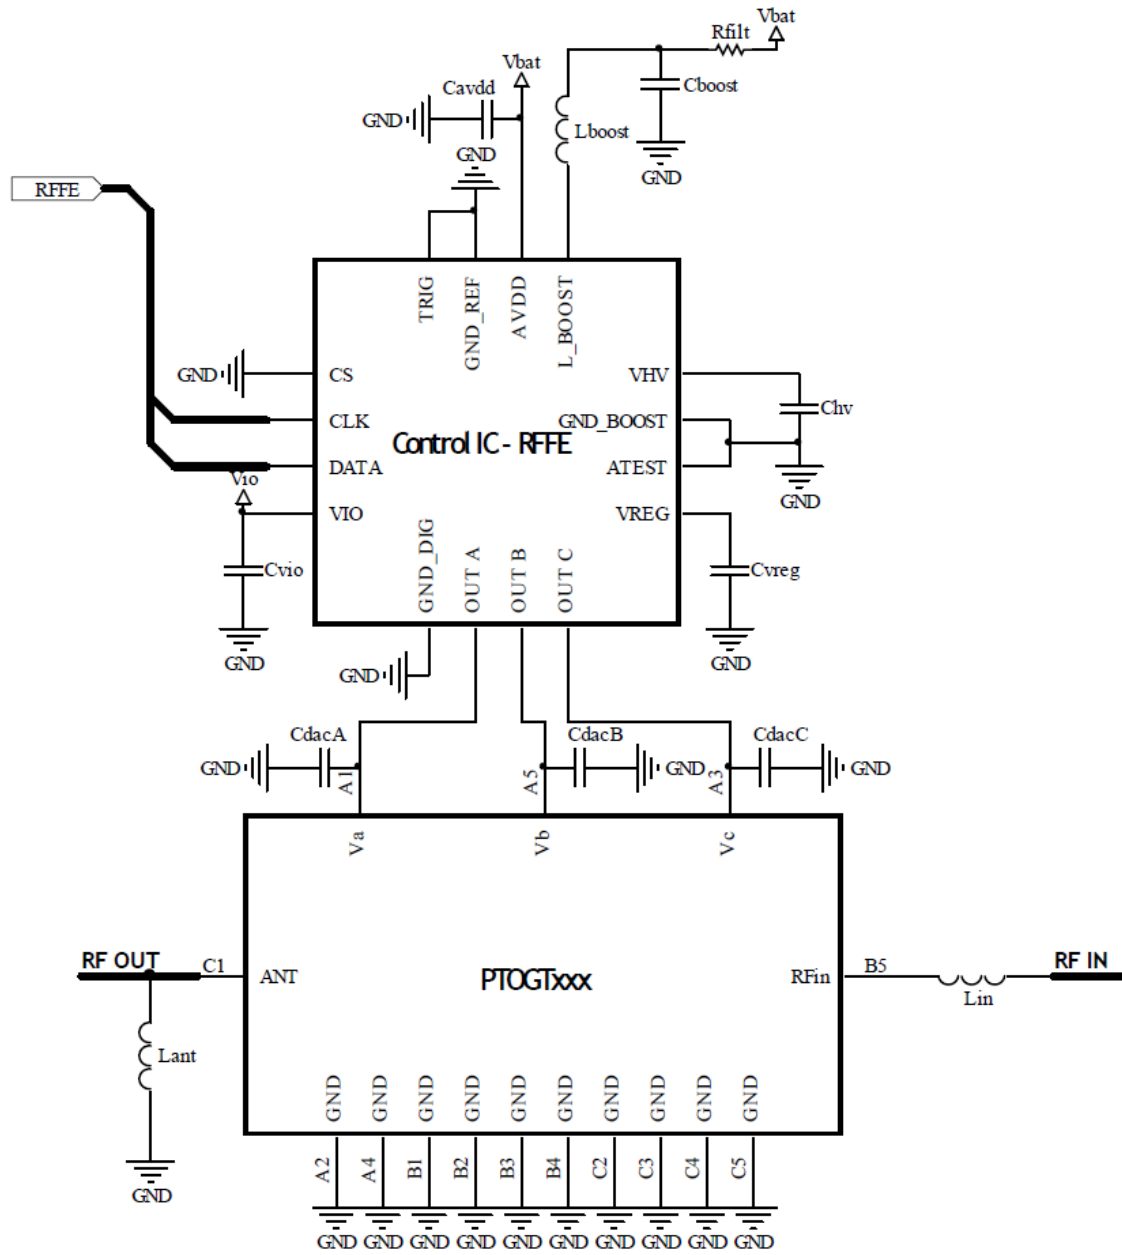 Vbat
Rfilt
Vbat
Cavdd
Cboost
GND
Lboost
GND
GND
RFFE
TRIG
GND_REF
AVDD
L_BOOST
GND
CS
VHV
Chv
CLK
GND_BOOST
Control IC - RFFE
DATA
ATEST
Vio
GND
VIO
VREG
GND_DIG
OUT A
OUT B
OUT C
Cvio
Cvreg
GND
GND
GND
CdacA
CdacB
CdacC
GND
A1
A5
GND
A3
GND
Va
Vb
Vc
RF OUT
C1
ANT
PTOGTxxx
RFin
B5
RF IN
Lin
Lant
GND
GND
GND
GND
GND
GND
GND
GND
GND
GND
A2
A4
B1
B2
B3
B4
C2
C3
C4
C5
GND
GND GND GND GND GND GND GND GND GND GND